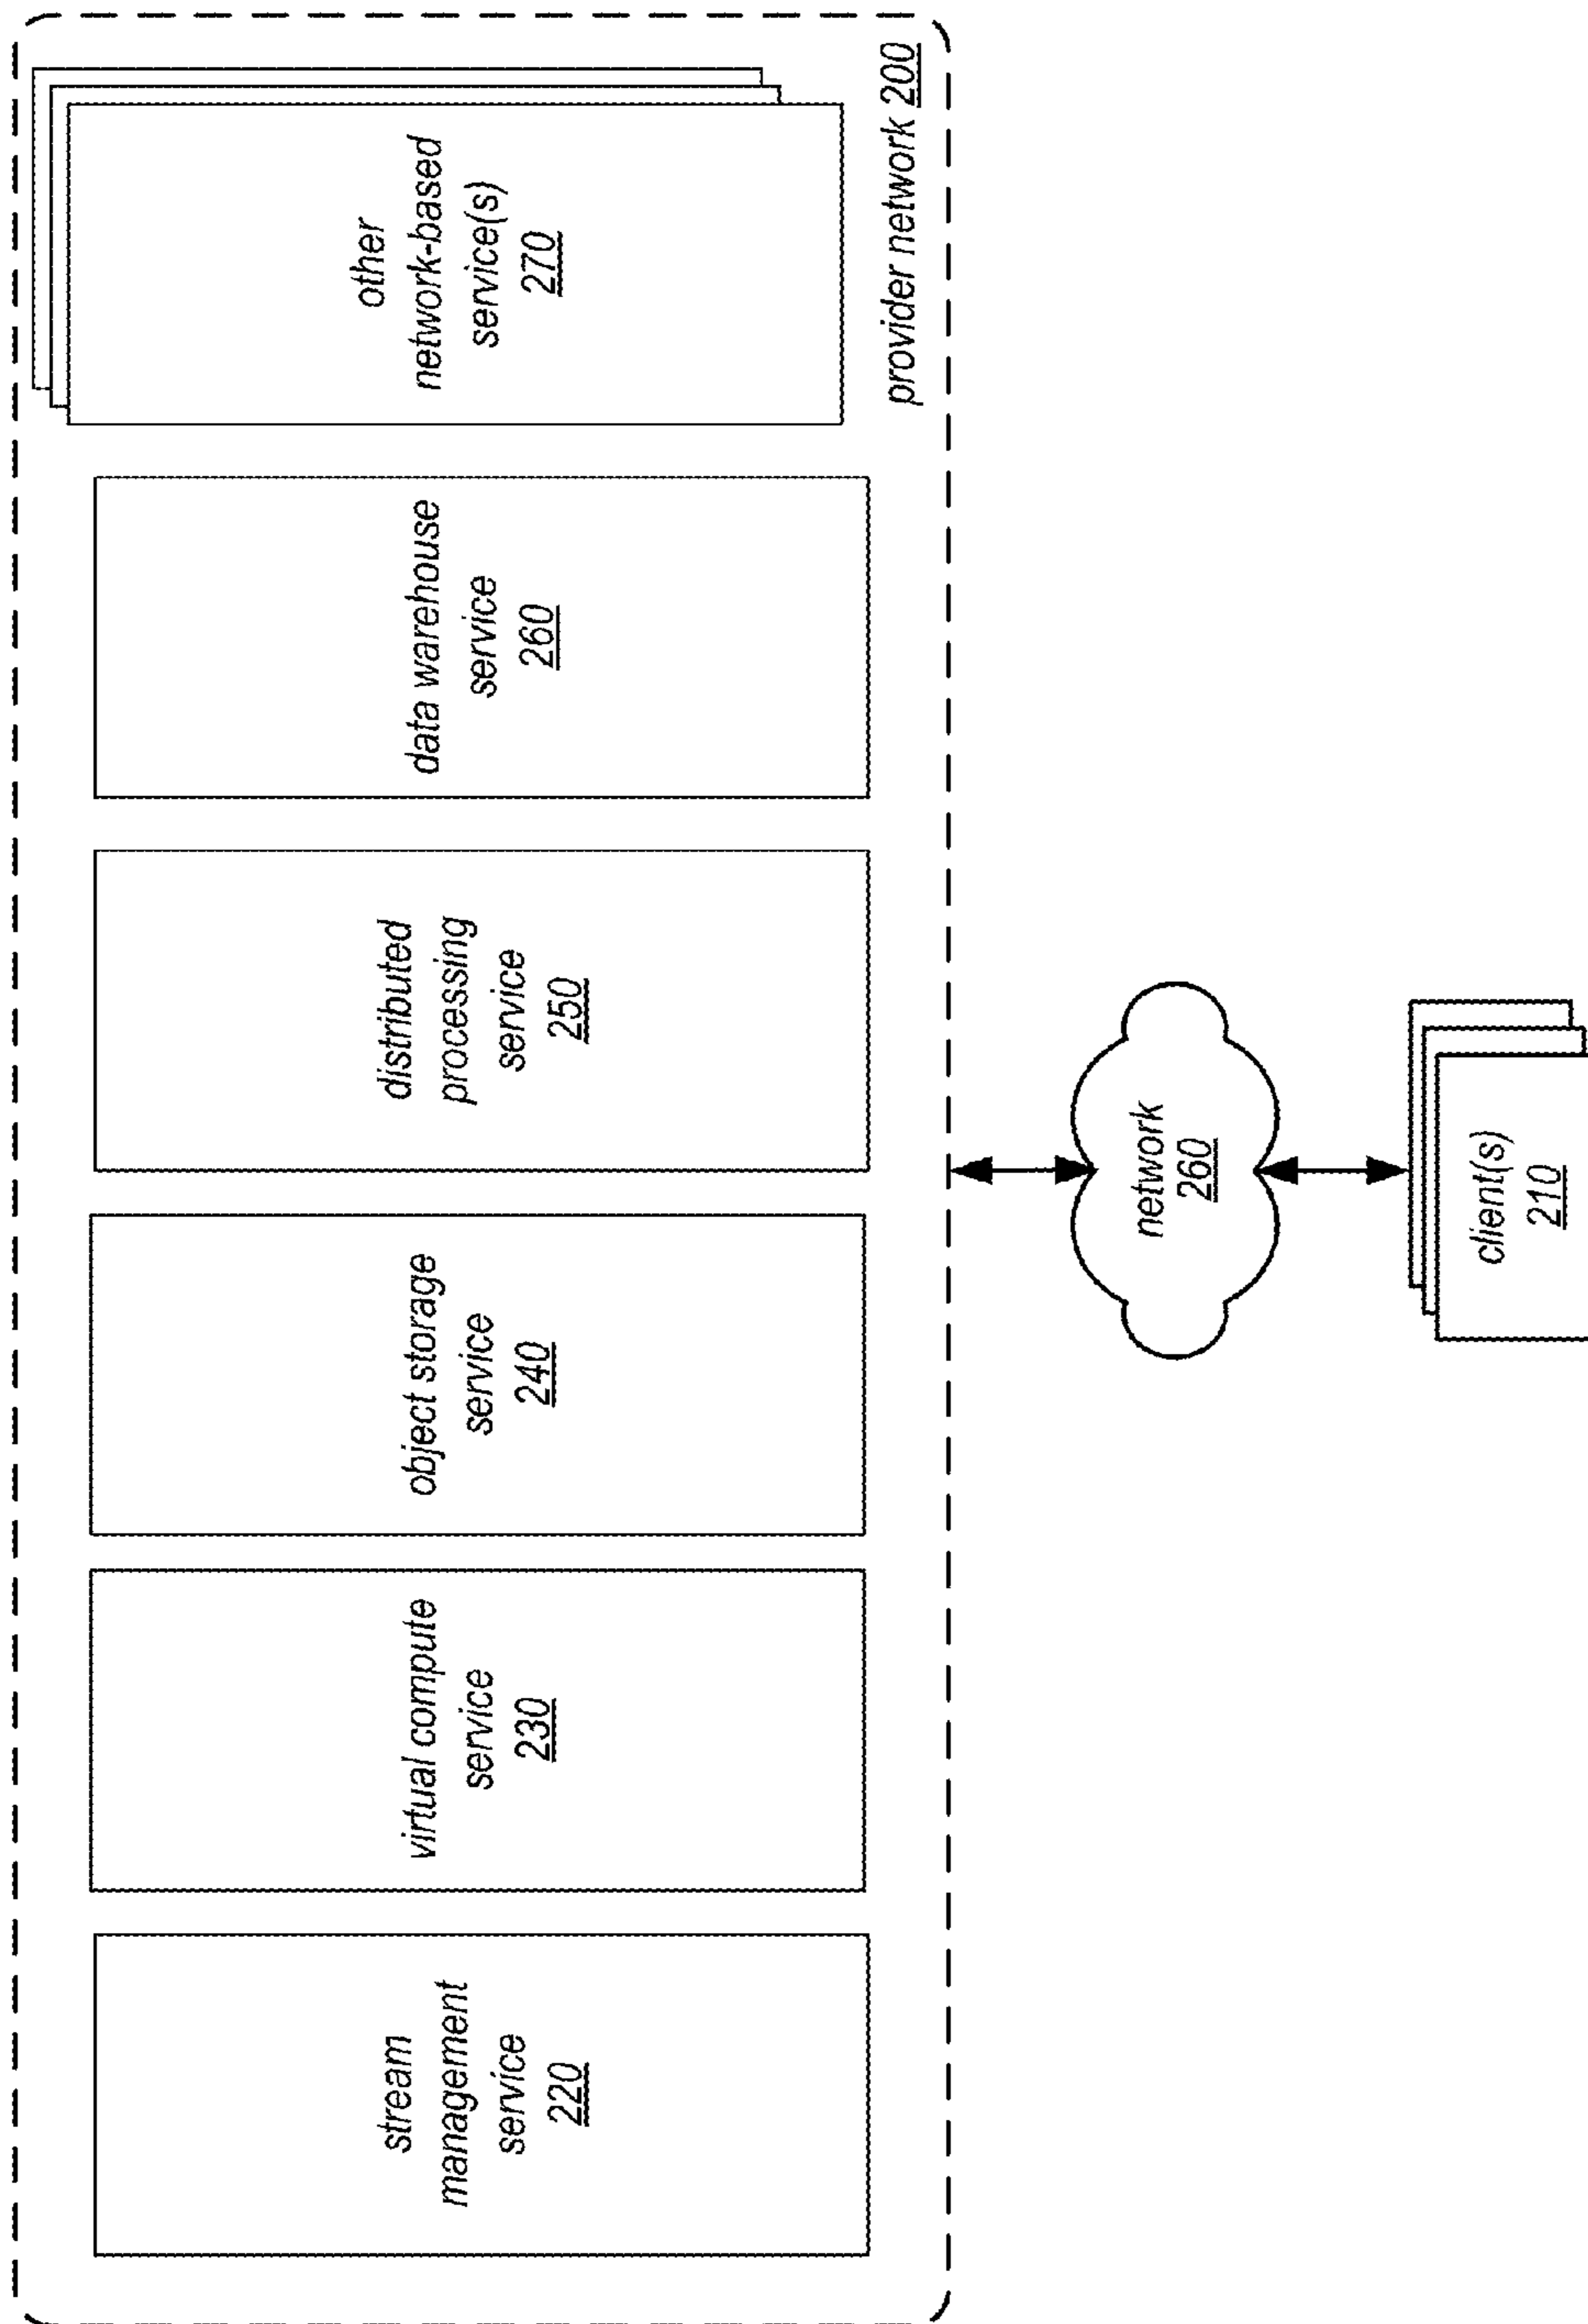 stream
management
service
220
virtual compute
service
230
object storage
service
240
distributed
processing
service
250
data warehouse
service
260
other
network-based
service(s)
270
provider network 200
network
260
client(s)
210